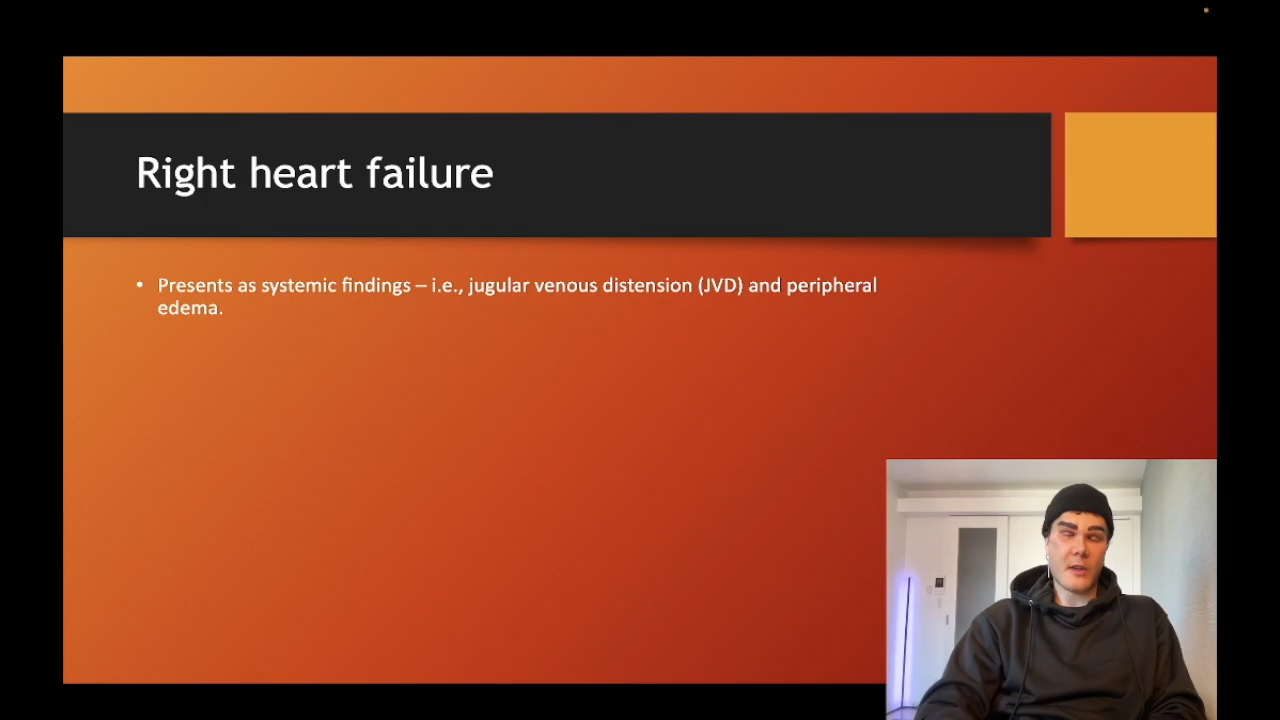 Right heart failure
• Presents as systemic findings – i.e., jugular venous distension (JVD) and peripheral
edema.